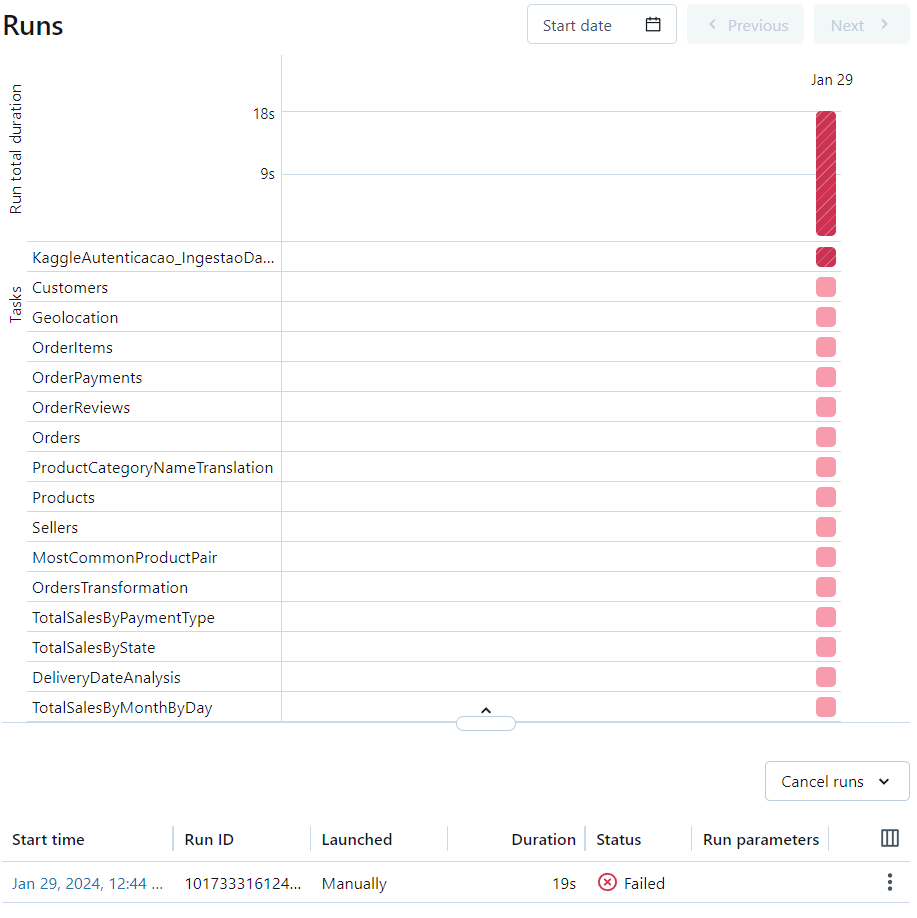 Runs
Start date
Previous
Next
Jan 29
Run total duration
18s
9s
Tasks
KaggleAutenticacao_IngestaoDa...
Customers
Geolocation
OrderItems
OrderPayments
OrderReviews
Orders
ProductCategoryNameTranslation
Products
Sellers
MostCommonProductPair
OrdersTransformation
TotalSalesByPaymentType
TotalSalesByState
DeliveryDateAnalysis
TotalSalesByMonthByDay
Cancel runs
Start time Run ID Launched Duration Status Run parameters
Jan 29, 2024, 12:44 ... 101733316124... Manually 19s Failed